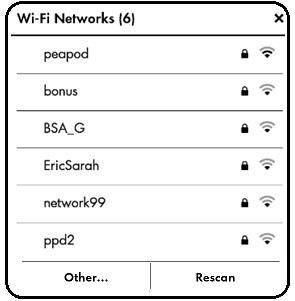 Wi-Fi Networks (6) ×
peapod
bonus
BSA_G
EricSarah
network99
ppd2
Other... Rescan